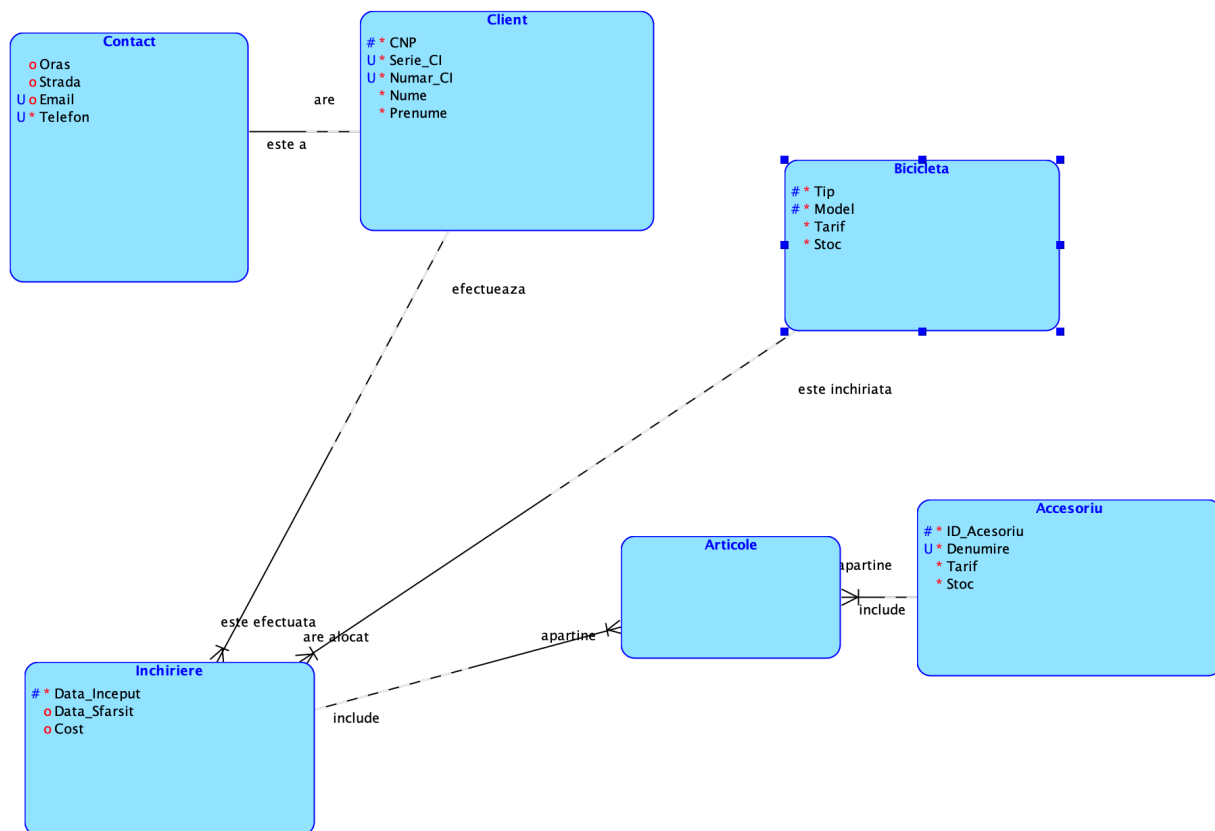 Contact
o Oras
o Strada
U o Email
U * Telefon
are
este a
Client
# * CNP
U * Serie_CI
U * Numar_CI
* Nume
* Prenume
Bicicleta
# * Tip
# * Model
* Tarif
* Stoc
efectueaza
este inchiriata
Accesoriu
# * ID_Acesoriu
U * Denumire
* Tarif
* Stoc
Articole
apartine
include
este efectuata
are alocat
apartine
include
Inchiriere
# * Data_Inceput
o Data_Sfarsit
o Cost